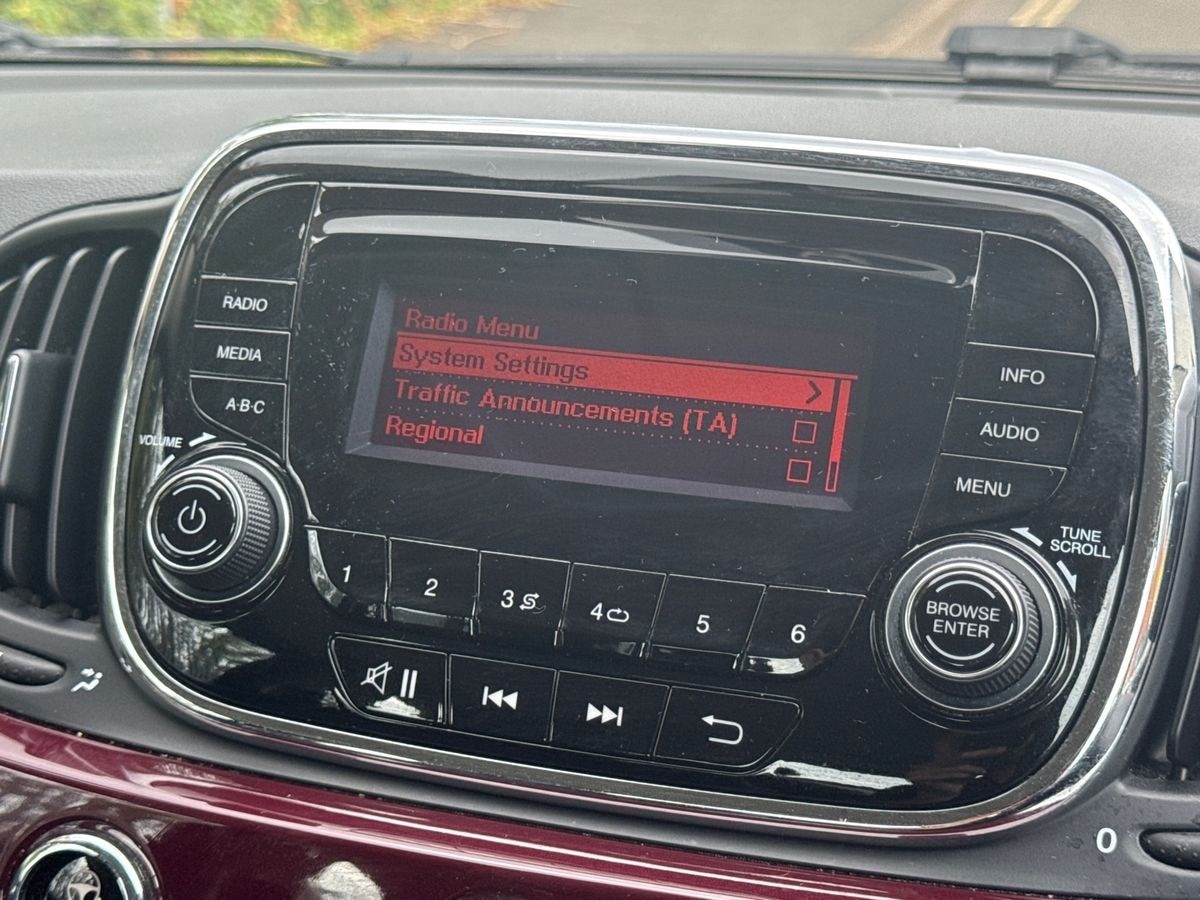 Radio Menu
System Settings
Traffic Announcements (TA)
Regional
RADIO
MEDIA
A·B·C
VOLUME
INFO
AUDIO
MENU
TUNE
SCROLL
BROWSE
ENTER
1
2
3
4
5
6
0